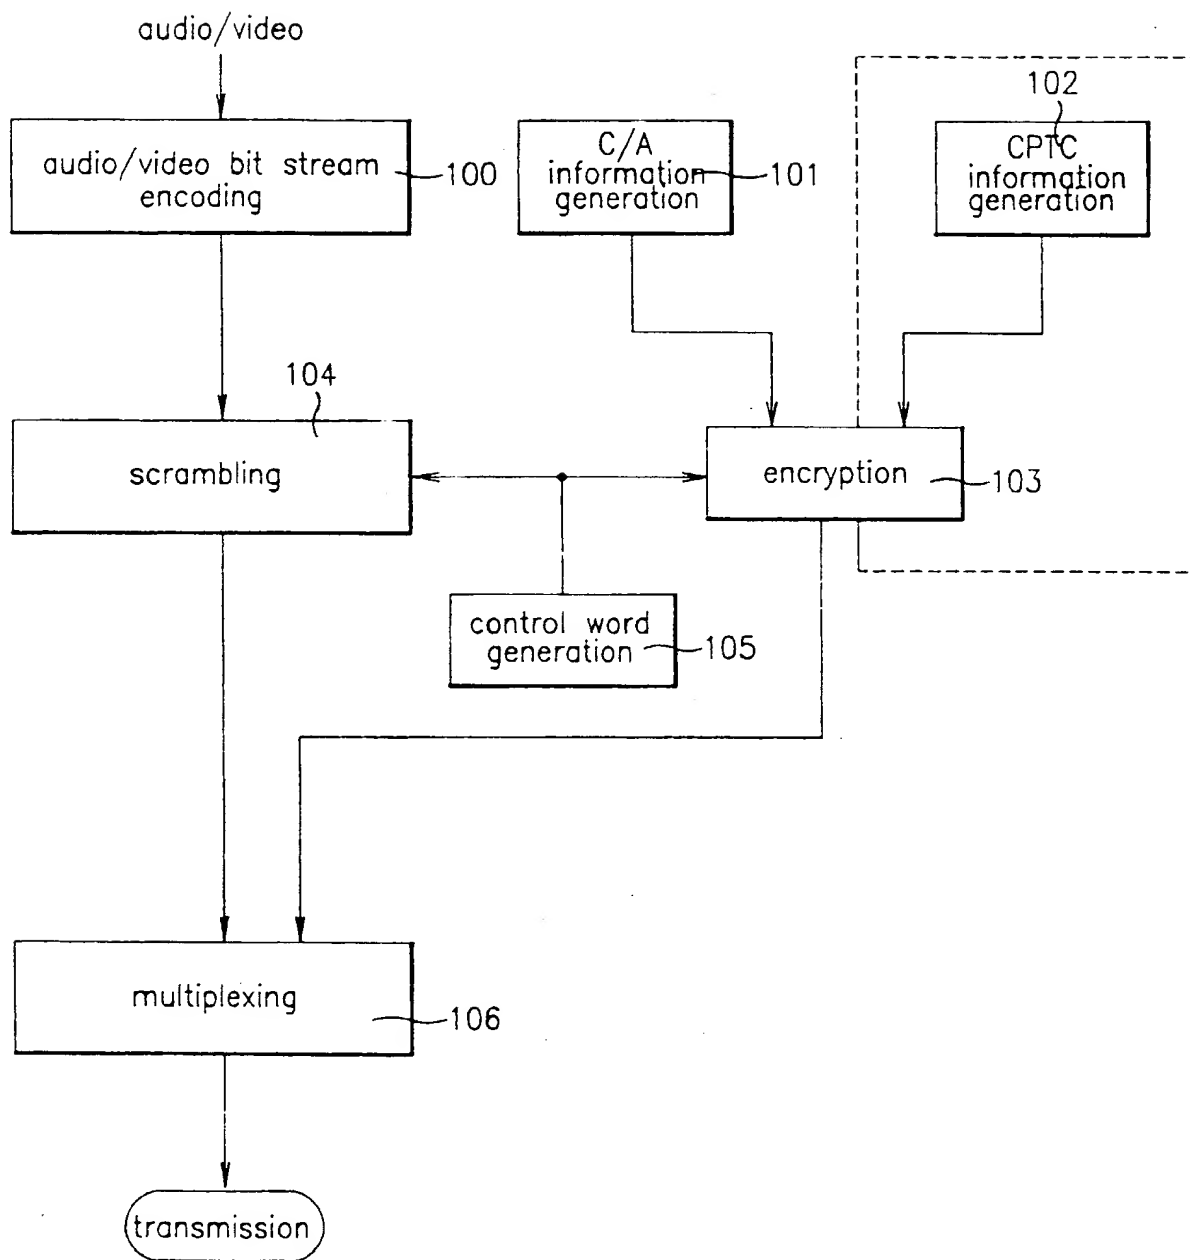 audio/video
audio/video bit stream
encoding
100
C/A
information
generation
101
102
CPTC
information
generation
104
scrambling
encryption
103
control word
generation
105
multiplexing
106
transmission